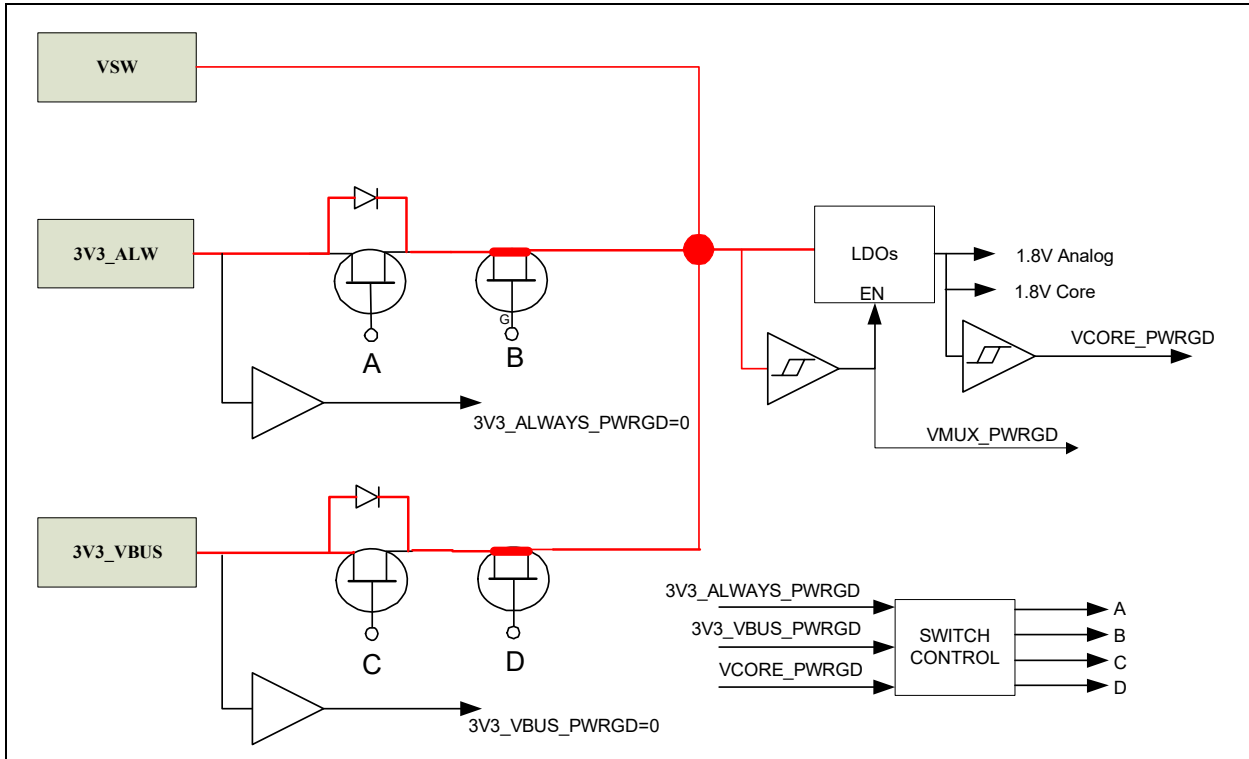 VSW
3V3_ALW
A
G
B
3V3_ALWAYS_PWRGD=0
LDOs
EN
1.8V Analog
1.8V Core
VCORE_PWRGD
VMUX_PWRGD
3V3_VBUS
C
D
3V3_VBUS_PWRGD=0
3V3_ALWAYS_PWRGD
3V3_VBUS_PWRGD
VCORE_PWRGD
SWITCH
CONTROL
A
B
C
D